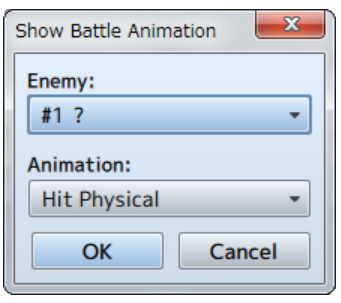 Show Battle Animation
Enemy:
#1 ?
Animation:
Hit Physical
OK Cancel